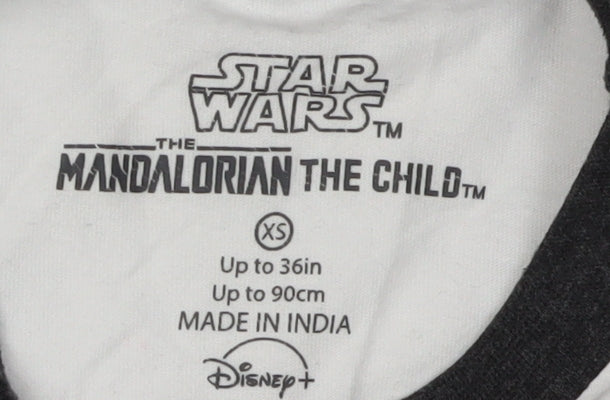 STAR
WARS™
THE
MANDALORIAN THE CHILD™
XS
Up to 36in
Up to 90cm
MADE IN INDIA
Disney+